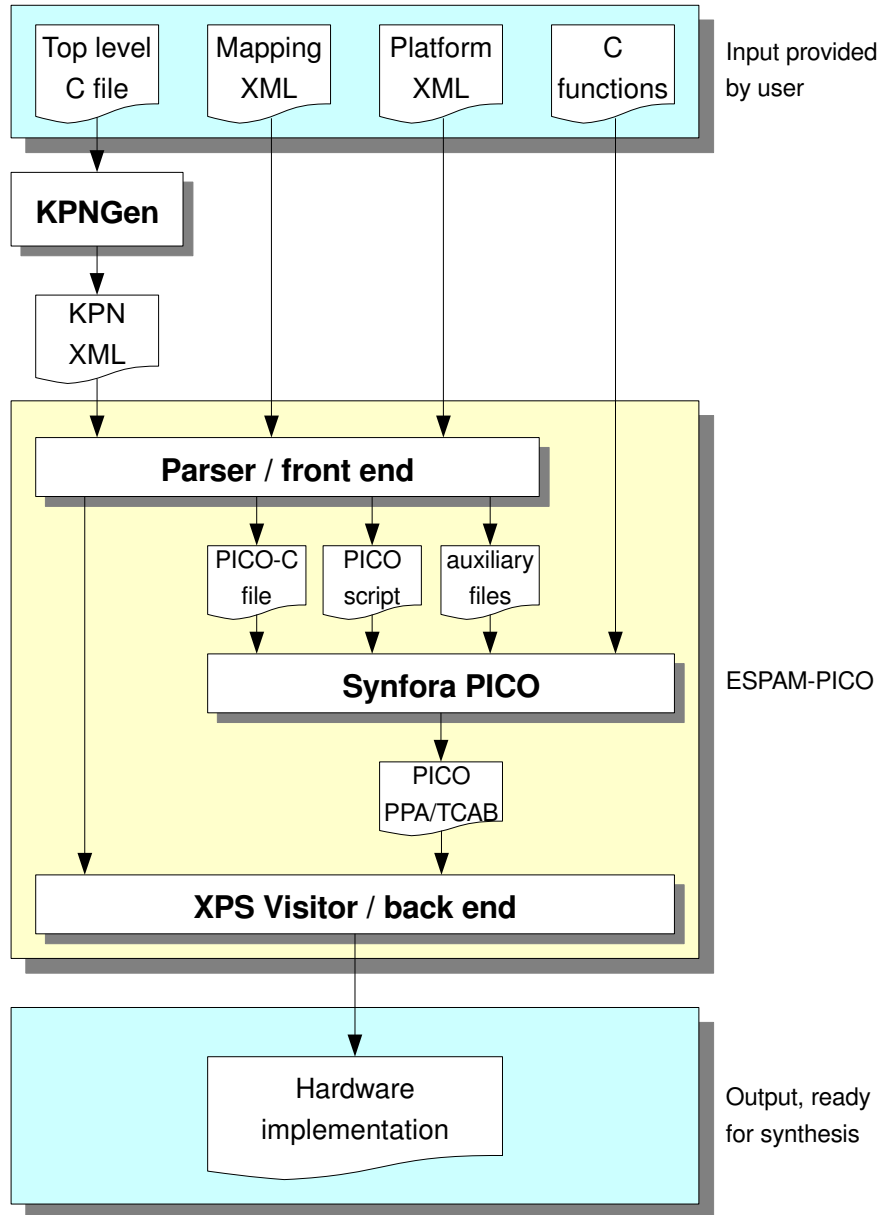 Top level
C file
Mapping
XML
Platform
XML
C
functions
Input provided
by user
KPNGen
KPN
XML
Parser / front end
PICO-C
file
PICO
script
auxiliary
files
Synfora PICO
ESPAM-PICO
PICO
PPA/TCAB
XPS Visitor / back end
Hardware
implementation
Output, ready
for synthesis